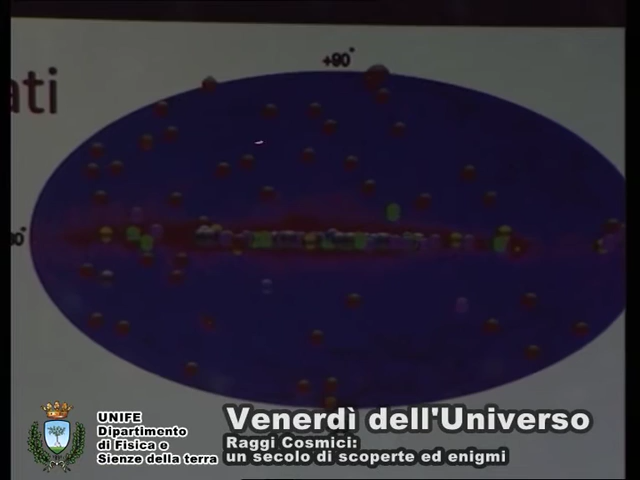 +90°
ati
80°
UNIFE
Dipartimento
di Fisica e
Sienze della terra
Venerdì dell'Universo
Raggi Cosmici:
un secolo di scoperte ed enigmi